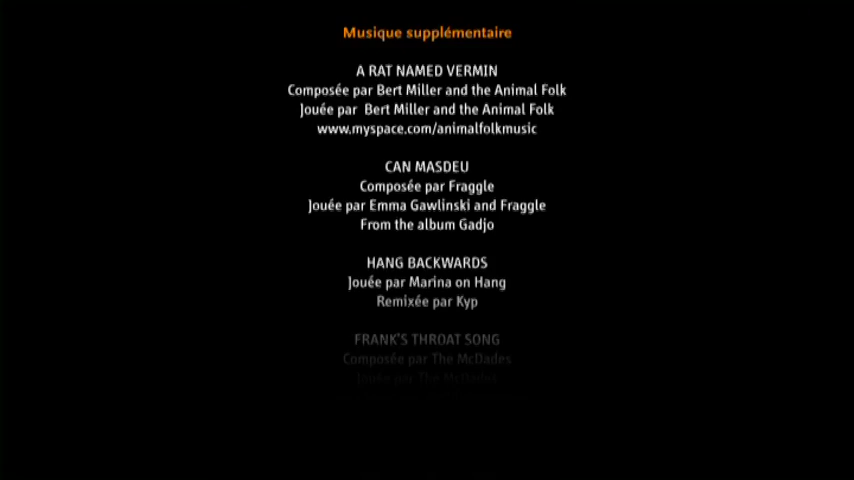 Musique supplémentaire
A RAT NAMED VERMIN
Composée par Bert Miller and the Animal Folk
Jouée par Bert Miller and the Animal Folk
www.myspace.com/animalfolkmusic
CAN MASDEU
Composée par Fraggle
Jouée par Emma Gawlinski and Fraggle
From the album Gadjo
HANG BACKWARDS
Jouée par Marina on Hang
Remixée par Kyp
FRANK'S THROAT SONG
Composée par The McDades
Jouée par The